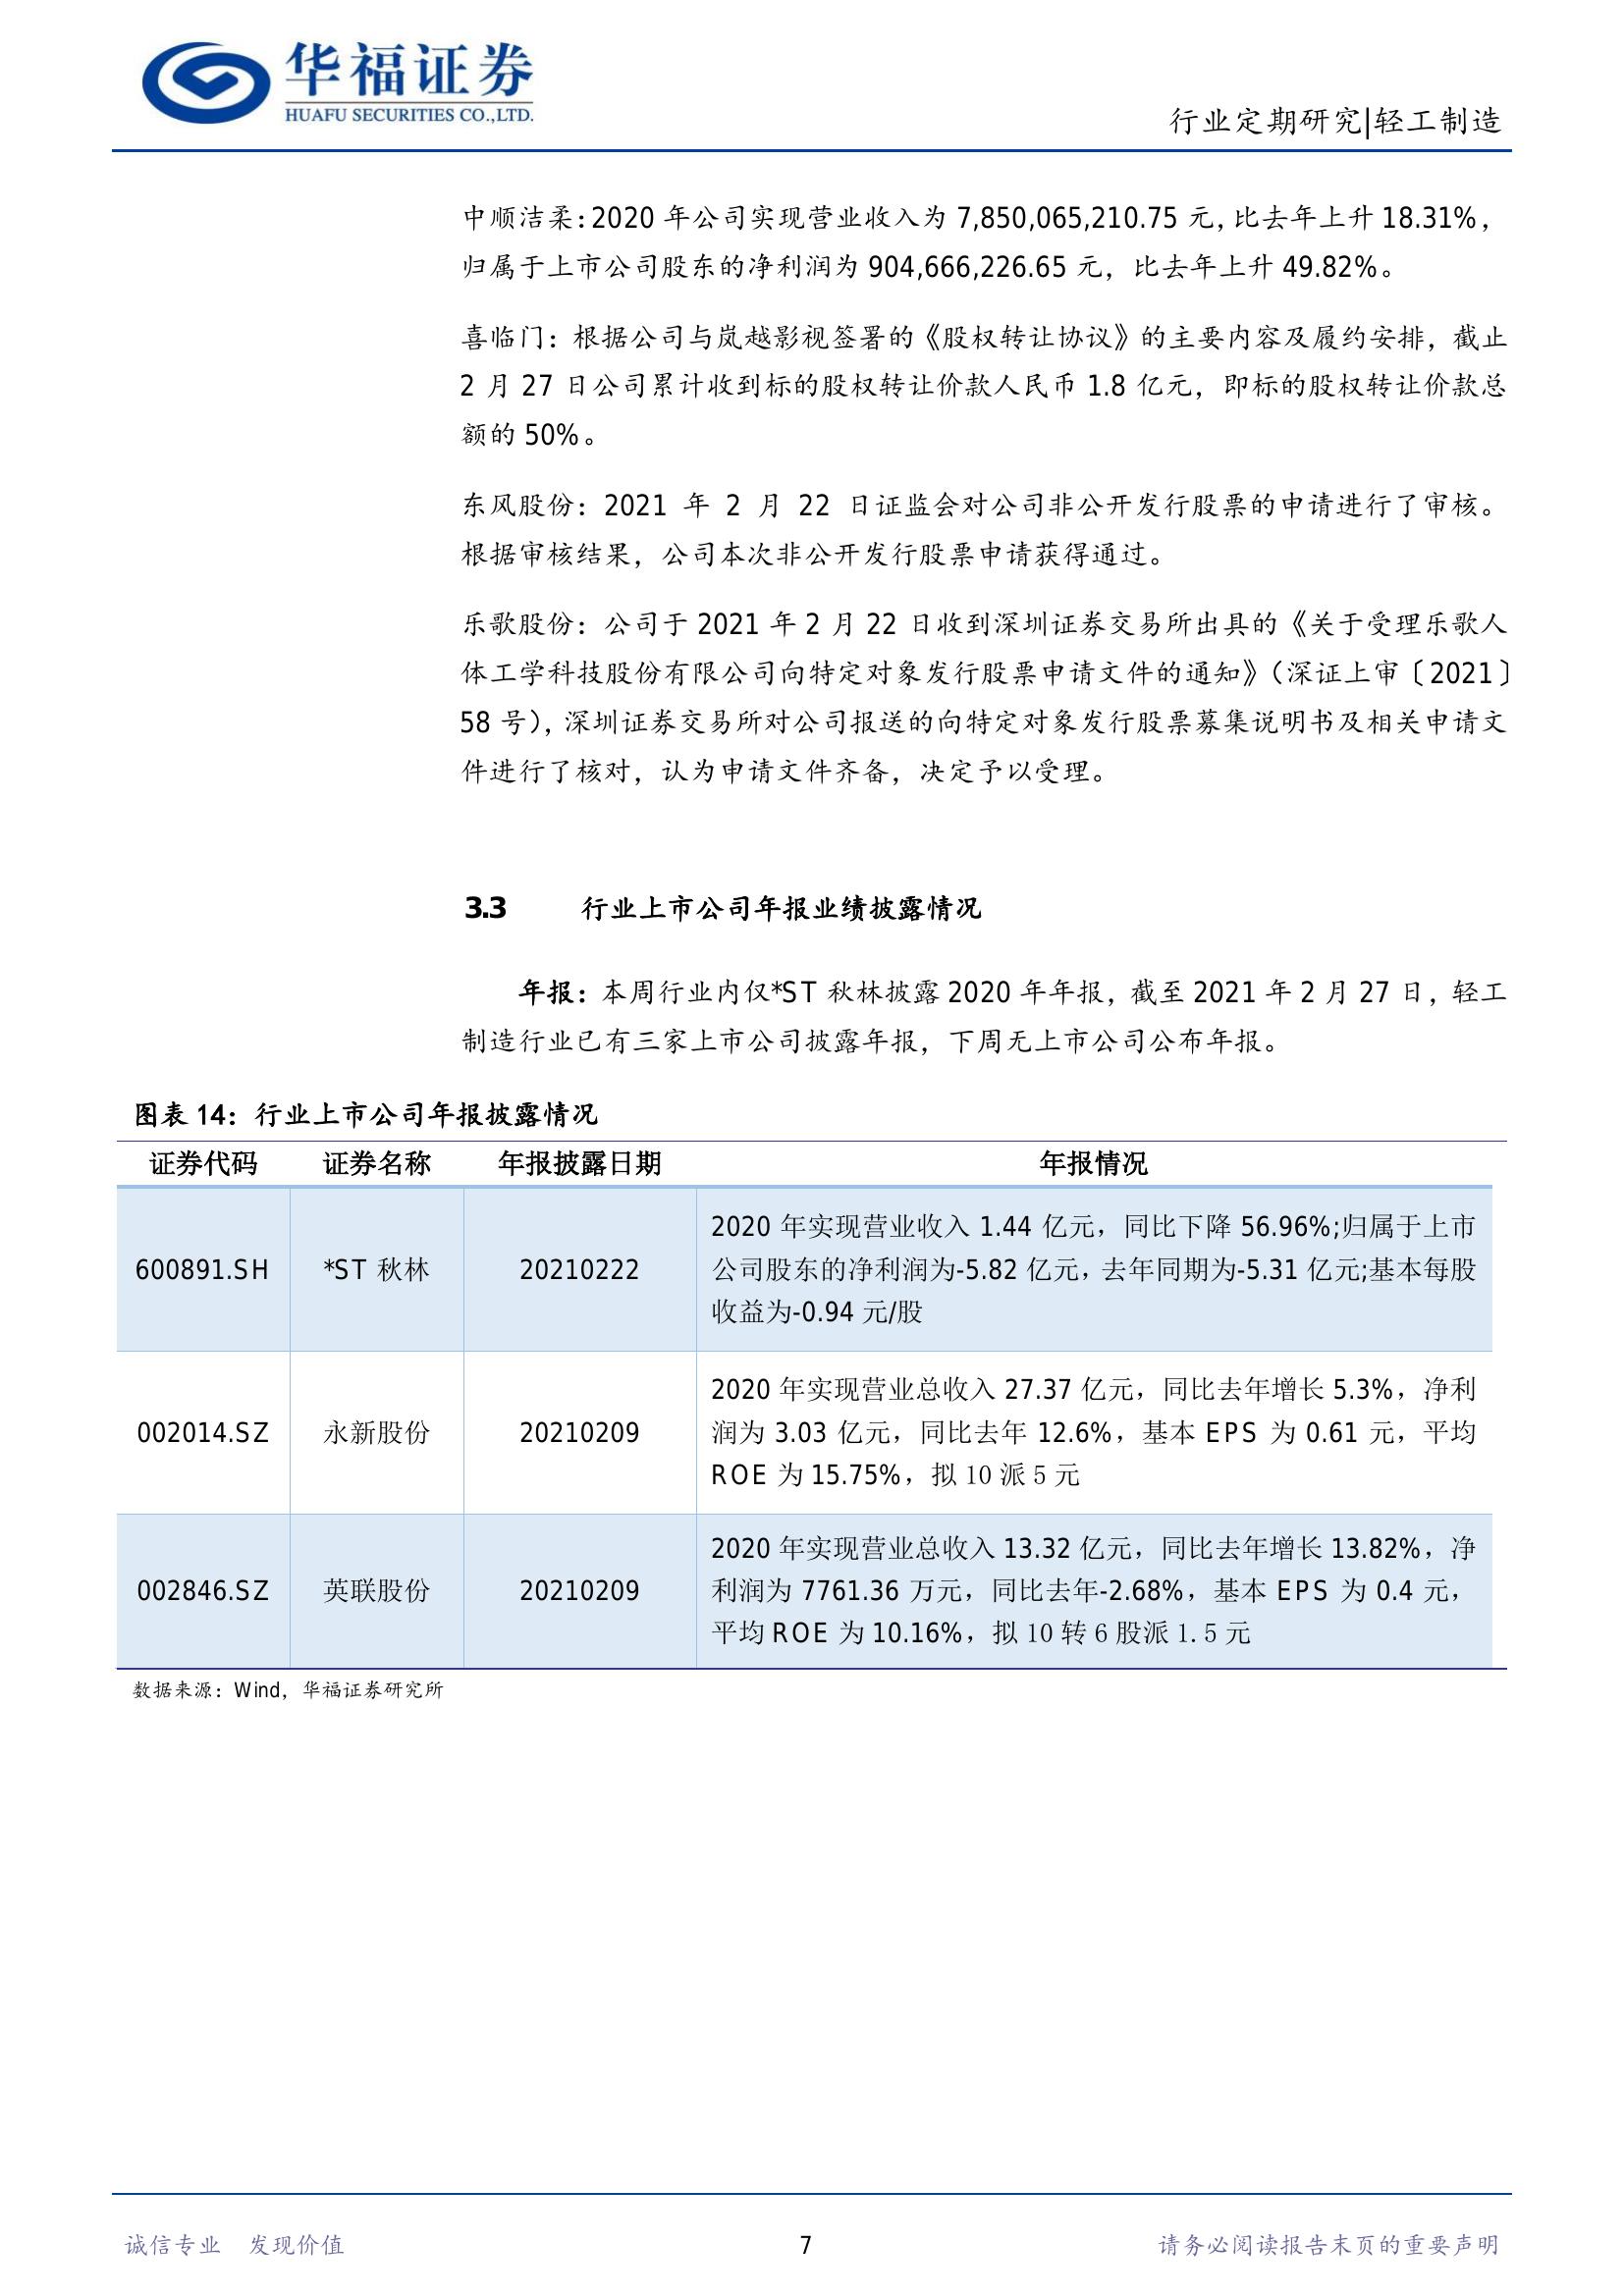 华福证券
HUAFU SECURITIES CO.,LTD.
行业定期研究|轻工制造
中顺洁柔:2020 年公司实现营业收入为 7,850,065,210.75 元,比去年上升 18.31%，
归属于上市公司股东的净利润为 904,666,226.65 元，比去年上升 49.82%。
喜临门：根据公司与岚越影视签署的《股权转让协议》的主要内容及履约安排，截止
2 月 27 日公司累计收到标的股权转让价款人民币 1.8 亿元，即标的股权转让价款总
额的 50%。
东风股份：2021 年 2 月 22 日证监会对公司非公开发行股票的申请进行了审核。
根据审核结果，公司本次非公开发行股票申请获得通过。
乐歌股份：公司于 2021 年 2 月 22 日收到深圳证券交易所出具的《关于受理乐歌人
体工学科技股份有限公司向特定对象发行股票申请文件的通知》（深证上审〔2021〕
58 号），深圳证券交易所对公司报送的向特定对象发行股票募集说明书及相关申请文
件进行了核对，认为申请文件齐备，决定予以受理。
3.3 行业上市公司年报业绩披露情况
年报：本周行业内仅*ST 秋林披露 2020 年年报，截至 2021 年 2 月 27 日，轻工
制造行业已有三家上市公司披露年报，下周无上市公司公布年报。
图表 14：行业上市公司年报披露情况
证券代码 证券名称 年报披露日期 年报情况
600891.SH *ST 秋林 20210222
2020 年实现营业收入 1.44 亿元，同比下降 56.96%;归属于上市
公司股东的净利润为-5.82 亿元，去年同期为-5.31 亿元;基本每股
收益为-0.94 元/股
002014.SZ 永新股份 20210209
2020 年实现营业总收入 27.37 亿元，同比去年增长 5.3%，净利
润为 3.03 亿元，同比去年 12.6%，基本 EPS 为 0.61 元，平均
ROE 为 15.75%，拟 10 派 5 元
002846.SZ 英联股份 20210209
2020 年实现营业总收入 13.32 亿元，同比去年增长 13.82%，净
利润为 7761.36 万元，同比去年-2.68%，基本 EPS 为 0.4 元，
平均 ROE 为 10.16%，拟 10 转 6 股派 1.5 元
数据来源：Wind，华福证券研究所
诚信专业 发现价值 7 请务必阅读报告末页的重要声明